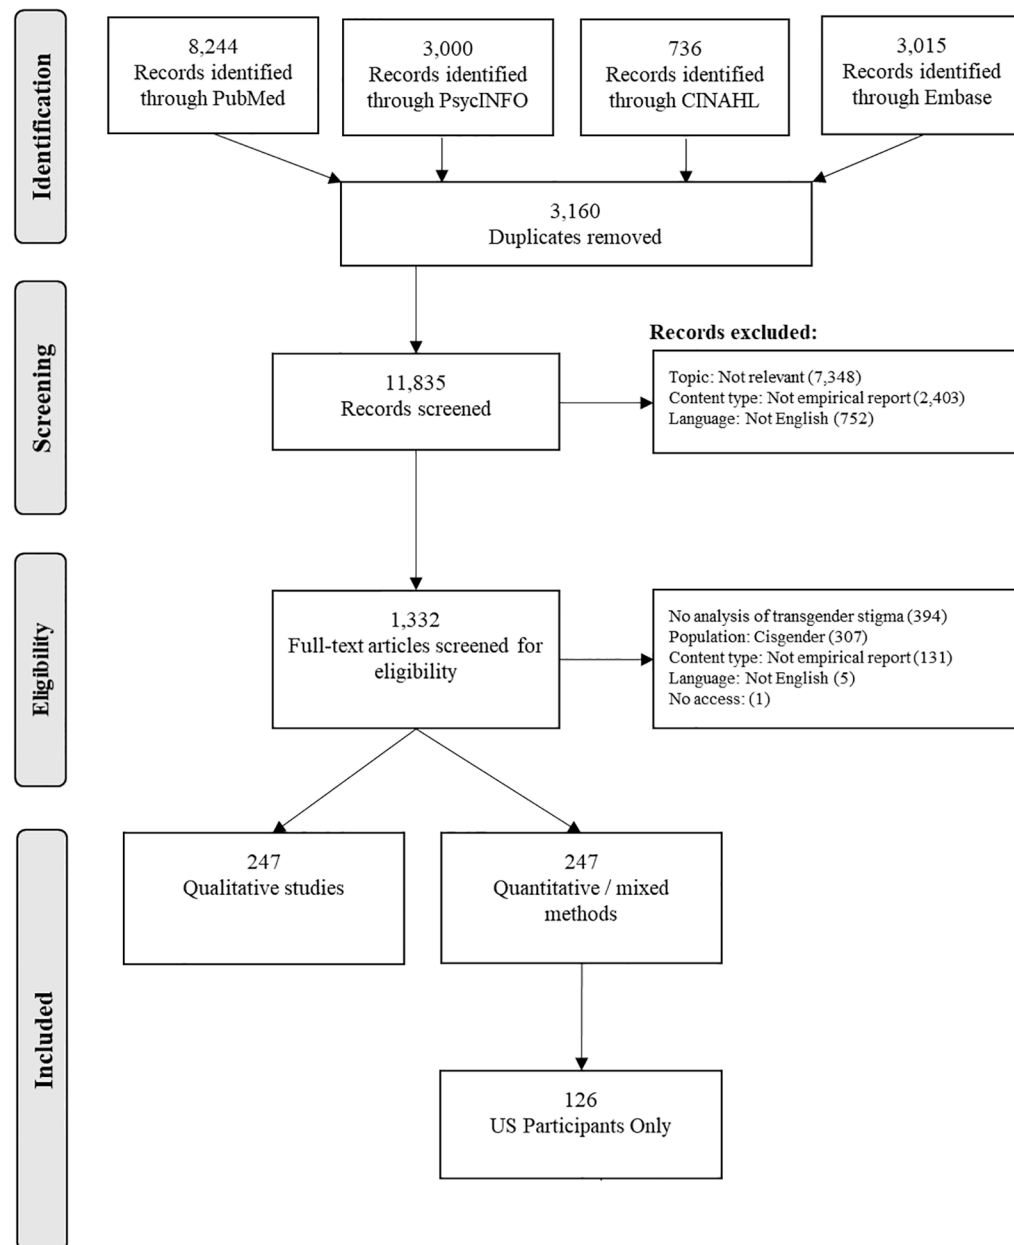 Identification
8,244
Records identified
through PubMed
3,000
Records identified
through PsycINFO
736
Records identified
through CINAHL
3,015
Records identified
through Embase
3,160
Duplicates removed
Screening
11,835
Records screened
Records excluded:
Topic: Not relevant (7,348)
Content type: Not empirical report (2,403)
Language: Not English (752)
Eligibility
1,332
Full-text articles screened for
eligibility
No analysis of transgender stigma (394)
Population: Cisgender (307)
Content type: Not empirical report (131)
Language: Not English (5)
No access: (1)
Included
247
Qualitative studies
247
Quantitative / mixed
methods
126
US Participants Only